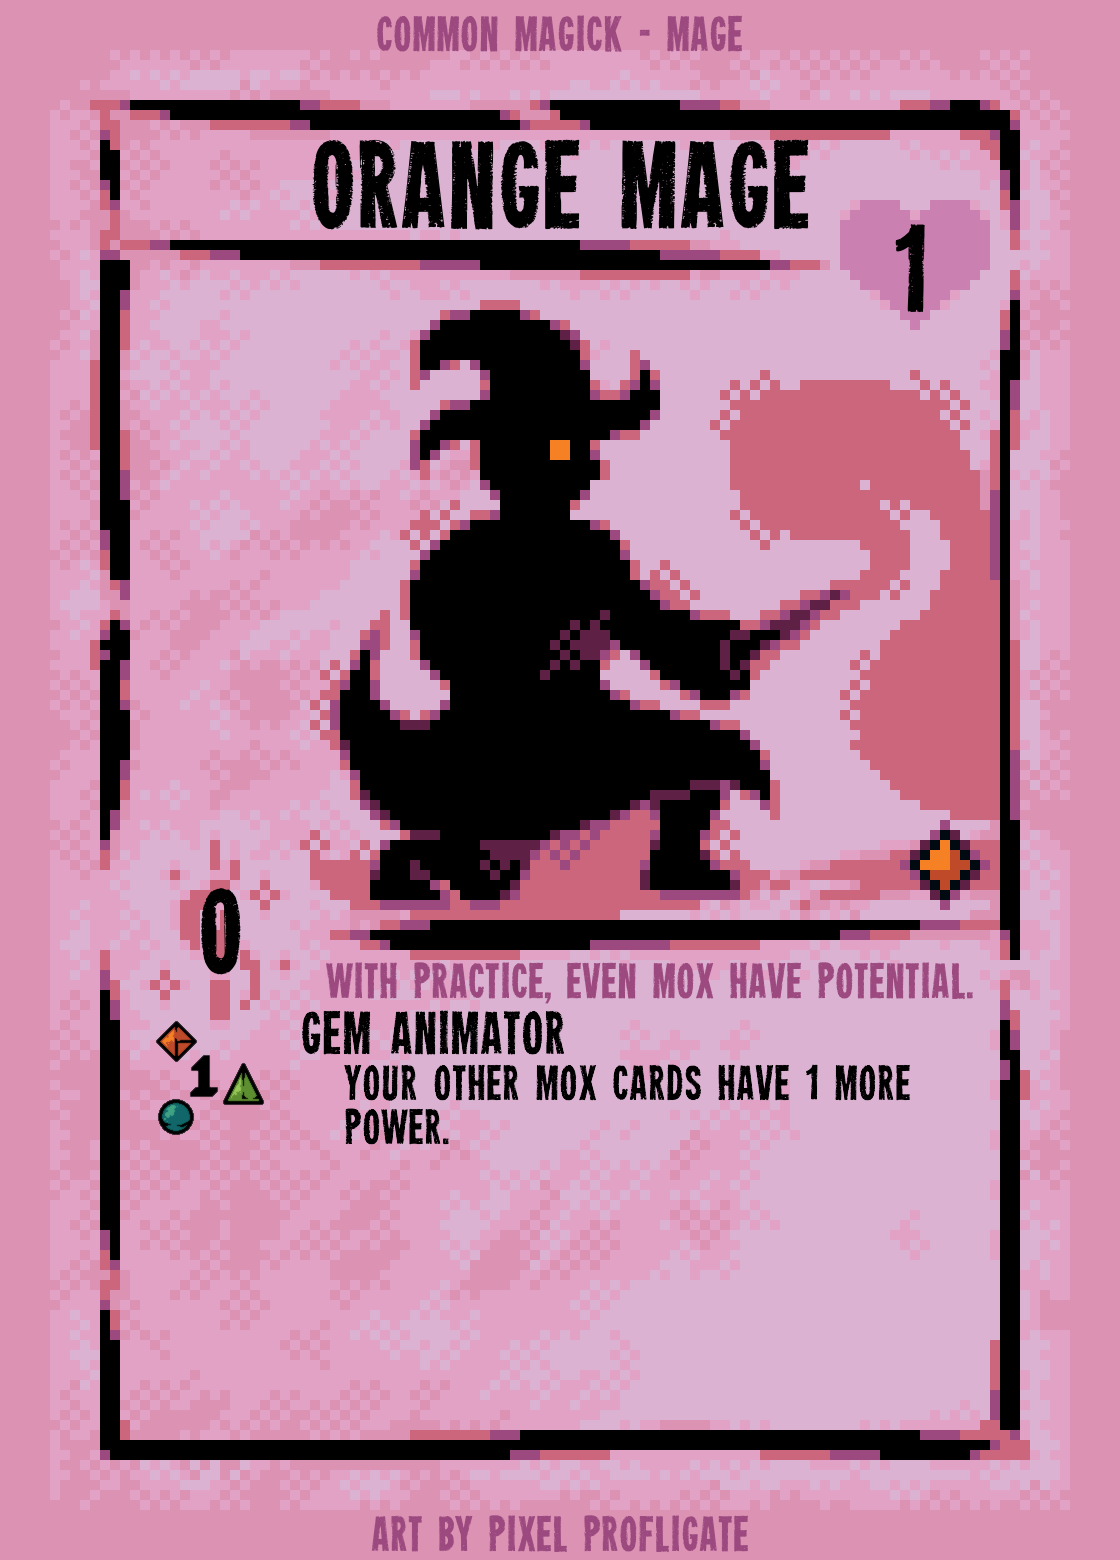 COMMON MAGICK - MAGE
ORANGE MAGE
1
0
WITH PRACTICE, EVEN MOX HAVE POTENTIAL.
GEM ANIMATOR
1
YOUR OTHER MOX CARDS HAVE 1 MORE
POWER.
ART BY PIXEL PROFLIGATE